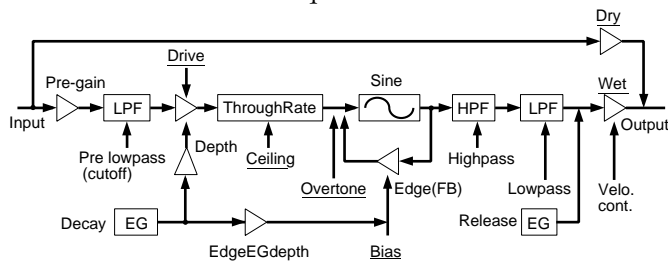 Dry
Drive
Pre-gain
Sine
Wet
LPF
ThroughRate
HPF
LPF
Input
Output
Depth
Pre lowpass
(cutoff)
Ceiling
Overtone
Edge(FB)
Highpass
Lowpass
Velo.
cont.
Decay
EG
EdgeEGdepth
Bias
Release
EG